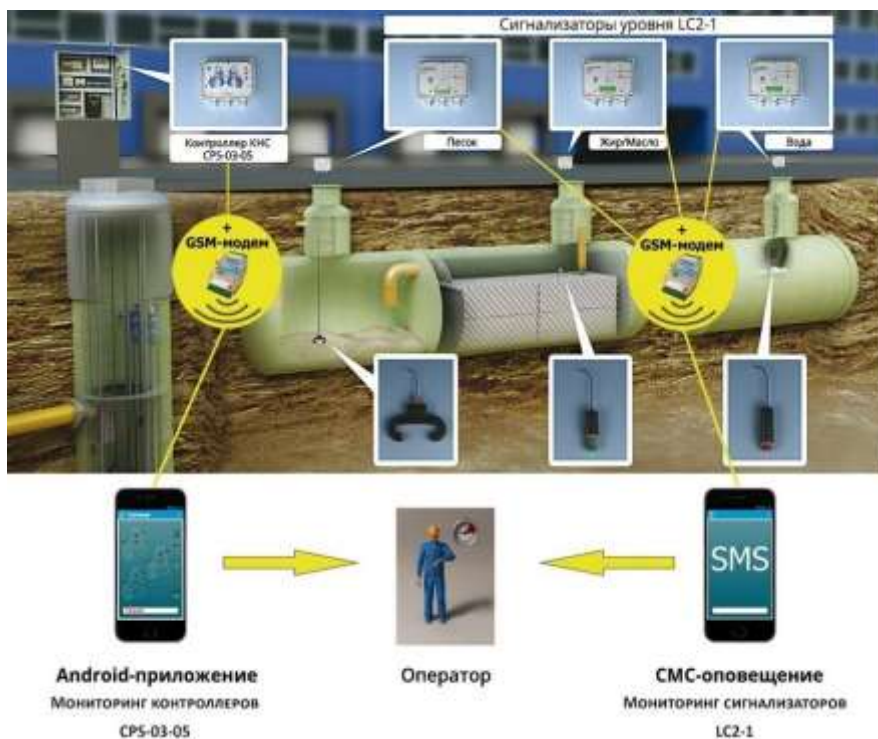 Сигнализаторы уровня LC2-1
Контроллер КНС
CPS-03-05
Песок
Жир/Масло
Вода
+
GSM-модем
+
GSM-модем
SMS
Android-приложение
Мониторинг контроллеров
CPS-03-05
Оператор
СМС-оповещение
Мониторинг сигнализаторов
LC2-1